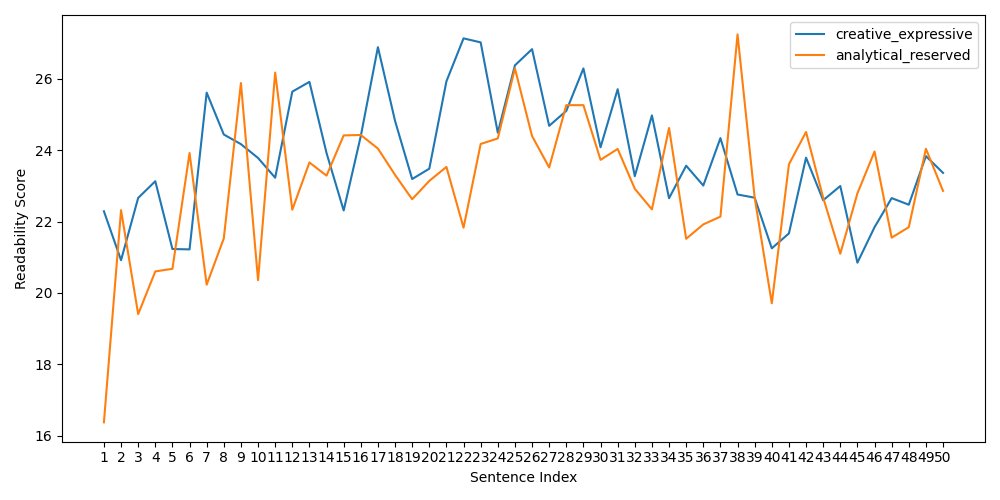 creative_expressive
analytical_reserved
Readability Score
26
24
22
20
18
16
1 2 3 4 5 6 7 8 9 10 11 12 13 14 15 16 17 18 19 20 21 22 23 24 25 26 27 28 29 30 31 32 33 34 35 36 37 38 39 40 41 42 43 44 45 46 47 48 49 50
Sentence Index